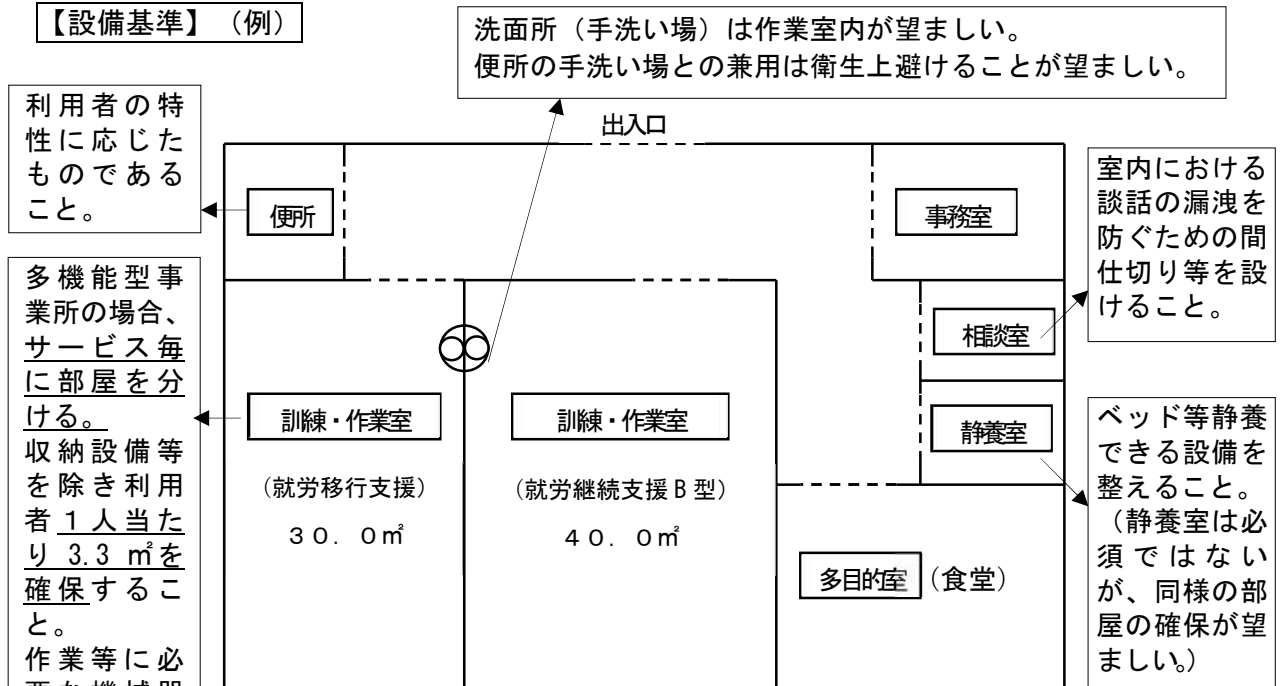 【設備基準】（例）
洗面所（手洗い場）は作業室内が望ましい。
便所の手洗い場との兼用は衛生上避けることが望ましい。
利用者の特
性に応じた
ものである
こと。
出入口
便所
事務室
室内における
談話の漏洩を
防ぐための間
仕切り等を設
けること。
多機能型事
業所の場合、
サービス毎
に部屋を分
ける。
収納設備等
を除き利用
者１人当た
り 3.3 ㎡を
確保するこ
と。
作業等に必
相談室
訓練・作業室
（就労移行支援）
３０．０㎡
訓練・作業室
（就労継続支援Ｂ型）
４０．０㎡
静養室
ベッド等静養
できる設備を
整えること。
（静養室は必
須ではない
が、同様の部
屋の確保が望
ましい。）
多目的室（食堂）